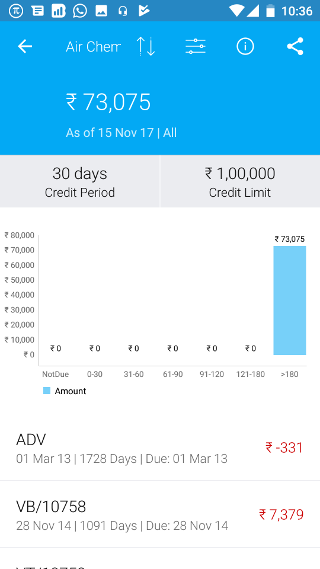 10:36
Air Chem
₹ 73,075
As of 15 Nov 17 | All
30 days
Credit Period
₹ 1,00,000
Credit Limit
₹ 80,000
₹ 70,000
₹ 60,000
₹ 50,000
₹ 40,000
₹ 30,000
₹ 20,000
₹ 10,000
₹ 0
₹ 0 ₹ 0 ₹ 0 ₹ 0 ₹ 0 ₹ 0 ₹ 73,075
NotDue 0-30 31-60 61-90 91-120 121-180 >180
Amount
ADV
₹ -331
01 Mar 13 | 1728 Days | Due: 01 Mar 13
VB/10758
₹ 7,379
28 Nov 14 | 1091 Days | Due: 28 Nov 14